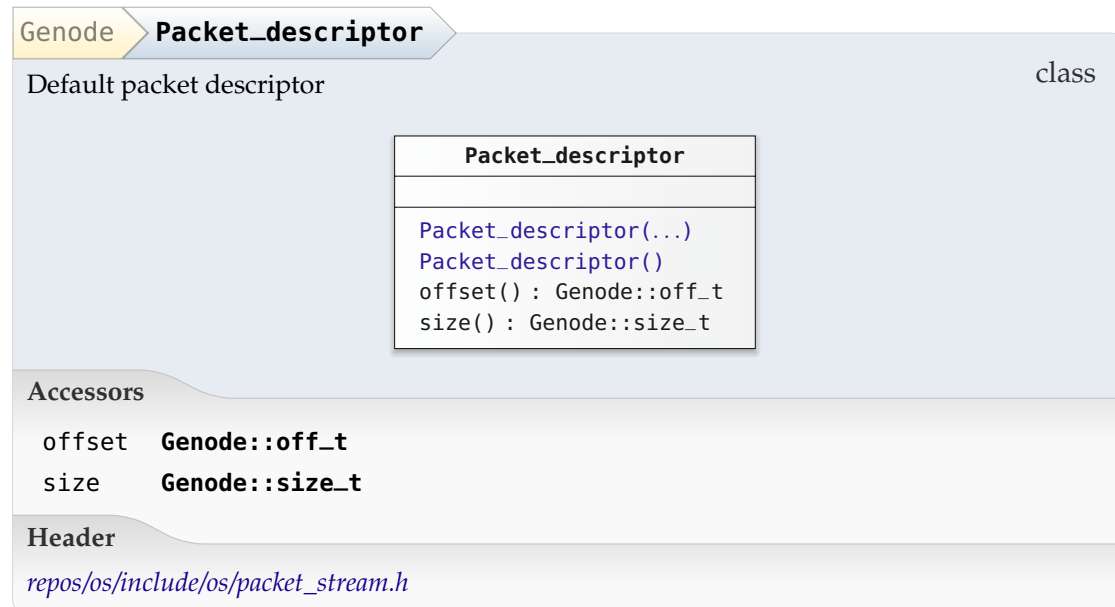 Genode Packet_descriptor
Default packet descriptor
class
Packet_descriptor
Packet_descriptor(...)
Packet_descriptor()
offset() : Genode::off_t
size() : Genode::size_t
Accessors
offset Genode::off_t
size Genode::size_t
Header
repos/os/include/os/packet_stream.h